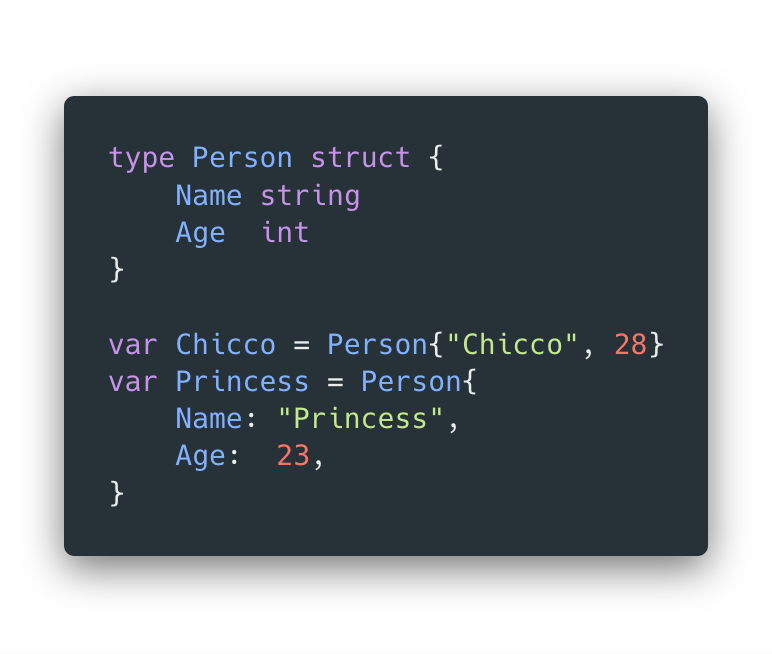 type Person struct {
    Name string
    Age  int
}

var Chicco = Person{"Chicco", 28}
var Princess = Person{
    Name: "Princess",
    Age:  23,
}